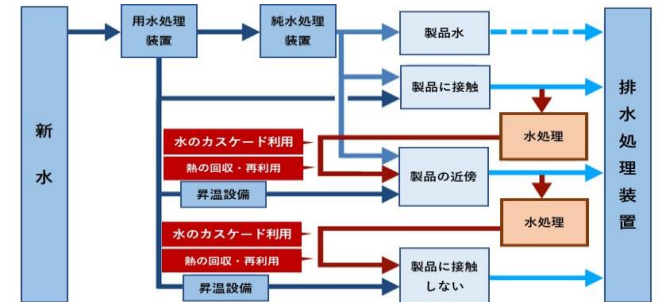 新
水
用水処理
装置
純水処理
装置
製品水
製品に接触
水処理
水のカスケード利用
熱の回収・再利用
昇温設備
製品の近傍
水処理
水のカスケード利用
熱の回収・再利用
昇温設備
製品に接触
しない
排
水
処
理
装
置